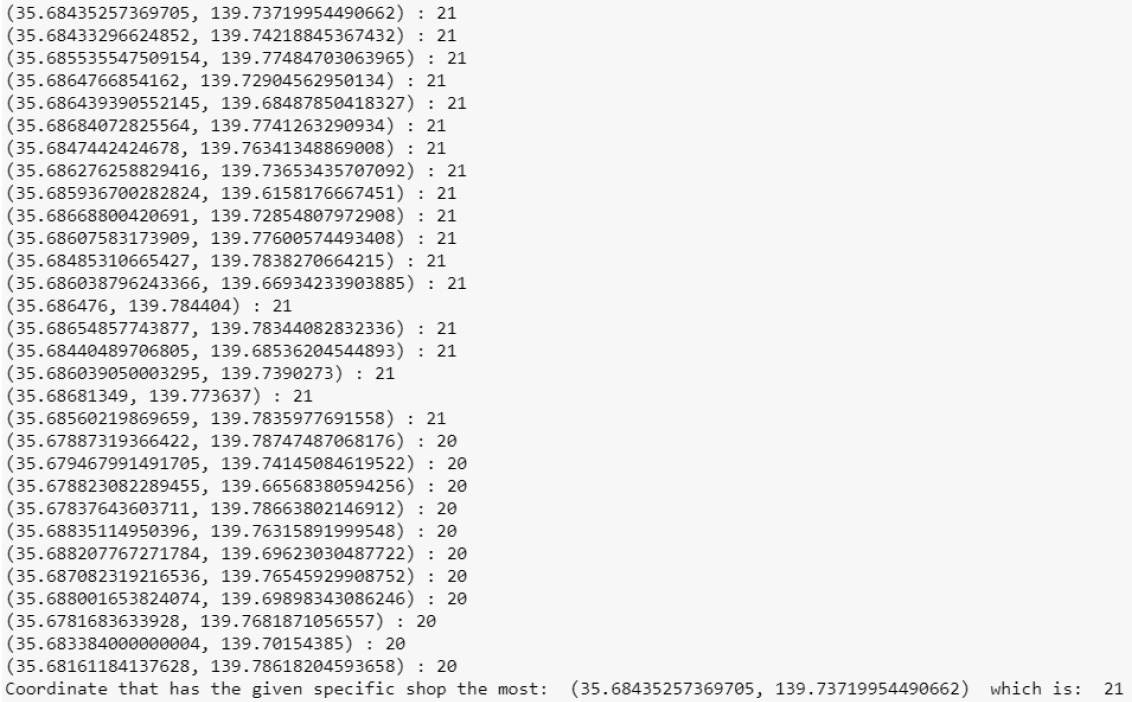 (35.68435257369705, 139.73719954490662) : 21
(35.68433296624852, 139.74218845367432) : 21
(35.685535547509154, 139.77484703063965) : 21
(35.6864766854162, 139.72904562950134) : 21
(35.686439390552145, 139.68487850418327) : 21
(35.68684072825564, 139.7741263290934) : 21
(35.6847442424678, 139.76341348869008) : 21
(35.686276258829416, 139.73653435707092) : 21
(35.685936700282824, 139.6158176667451) : 21
(35.68668800420691, 139.72854807972908) : 21
(35.68607583173909, 139.77600574493408) : 21
(35.68485310665427, 139.7838270664215) : 21
(35.686038796243366, 139.66934233903885) : 21
(35.686476, 139.784404) : 21
(35.68654857743877, 139.78344082832336) : 21
(35.68440489706805, 139.68536204544893) : 21
(35.686039050003295, 139.7390273) : 21
(35.68681349, 139.773637) : 21
(35.68560219869659, 139.7835977691558) : 21
(35.67887319366422, 139.78747487068176) : 20
(35.679467991491705, 139.74145084619522) : 20
(35.678823082289455, 139.66568380594256) : 20
(35.67837643603711, 139.78663802146912) : 20
(35.68835114950396, 139.76315891999548) : 20
(35.688207767271784, 139.69623030487722) : 20
(35.687082319216536, 139.76545929908752) : 20
(35.688001653824074, 139.69898343086246) : 20
(35.6781683633928, 139.7681871056557) : 20
(35.683384000000004, 139.70154385) : 20
(35.68161184137628, 139.78618204593658) : 20
Coordinate that has the given specific shop the most:  (35.68435257369705, 139.73719954490662)  which is:  21